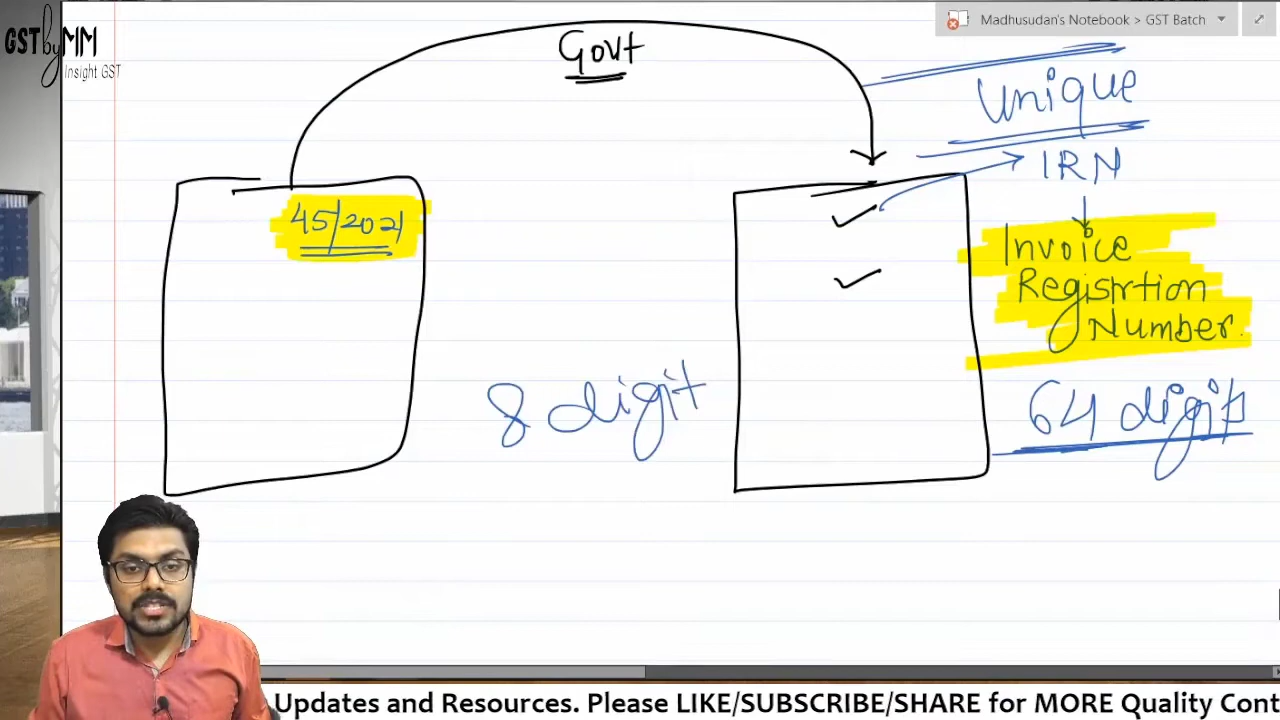 GST by MM
Insight GST
Madhusudan's Notebook > GST Batch
Govt
Unique
IRN
45/2021
Invoice
Regisrtion
Number.
8 digit
64 digit
Updates and Resources. Please LIKE/SUBSCRIBE/SHARE for MORE Quality Cont